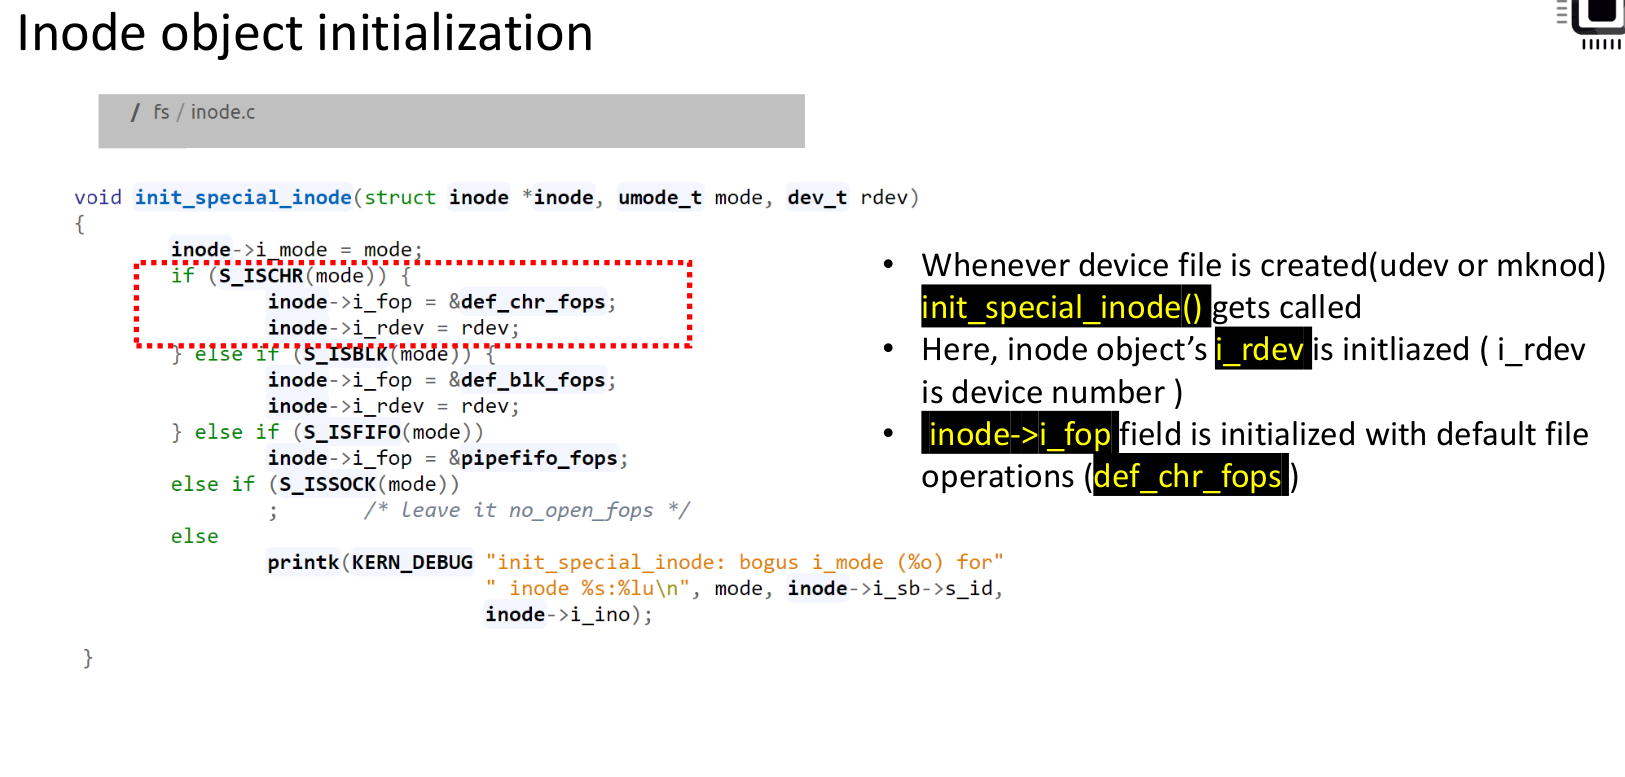 Inode object initialization
/ fs / inode.c
void init_special_inode(struct inode *inode, umode_t mode, dev_t rdev)
{
inode->i_mode = mode;
if (S_ISCHR(mode)) {
inode->i_fop = &def_chr_fops;
inode->i_rdev = rdev;
} else if (S_ISBLK(mode)) {
inode->i_fop = &def_blk_fops;
inode->i_rdev = rdev;
} else if (S_ISFIFO(mode))
inode->i_fop = &pipefifo_fops;
else if (S_ISSOCK(mode))
; /* leave it no_open_fops */
else
printk(KERN_DEBUG "init_special_inode: bogus i_mode (%o) for"
" inode %s:%lu\n", mode, inode->i_sb->s_id,
inode->i_ino);
}
• Whenever device file is created(udev or mknod)
init_special_inode() gets called
• Here, inode object’s i_rdev is initliazed ( i_rdev
is device number )
• inode->i_fop field is initialized with default file
operations (def_chr_fops )